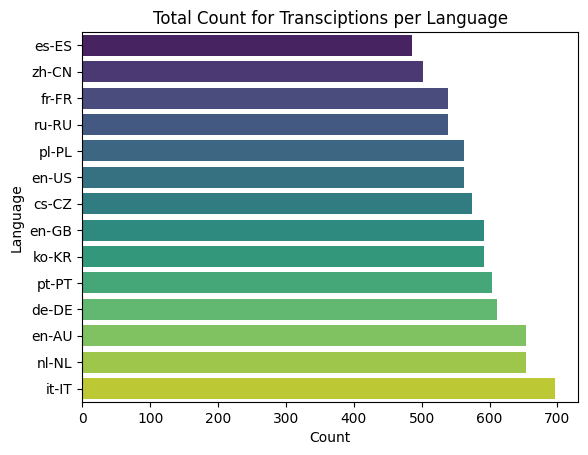 Total Count for Transciptions per Language
es-ES
zh-CN
fr-FR
ru-RU
pl-PL
en-US
cs-CZ
en-GB
ko-KR
pt-PT
de-DE
en-AU
nl-NL
it-IT
Language
0 100 200 300 400 500 600 700
Count